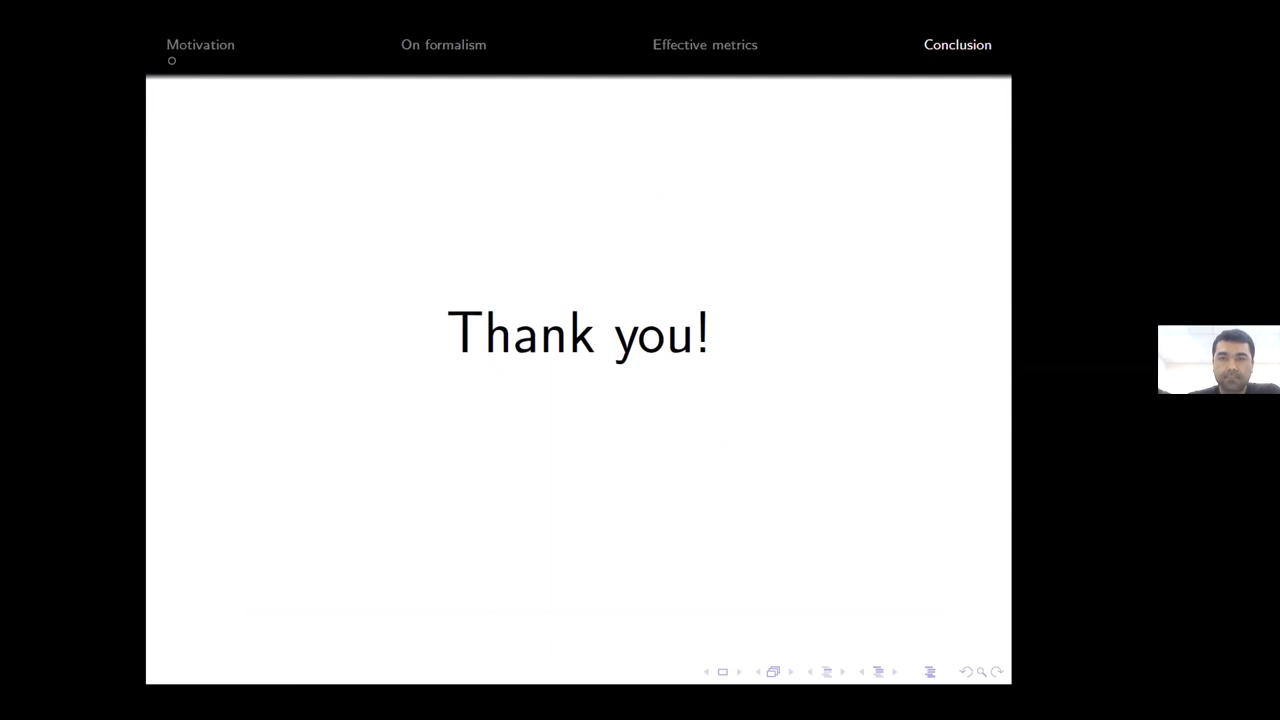 Motivation
On formalism
Effective metrics
Conclusion
Thank you!